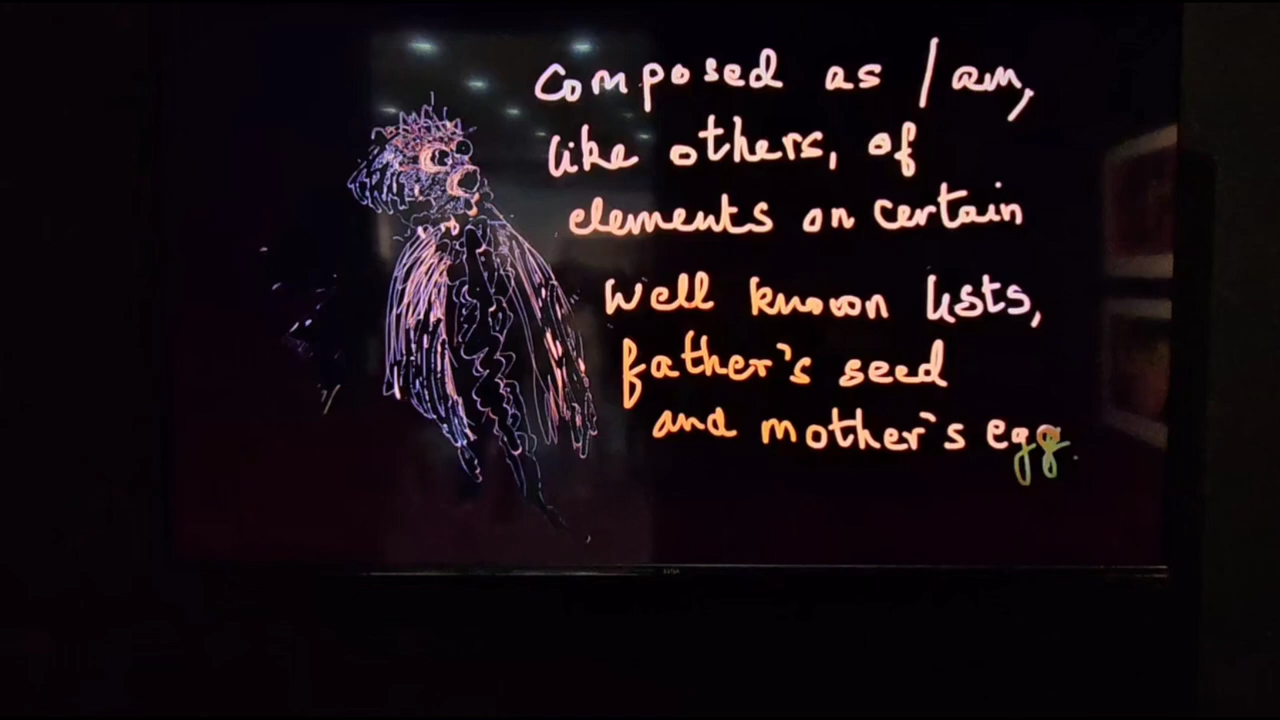 Composed as I am,
like others, of
elements on certain
well known lists,
father's seed
and mother's egg.